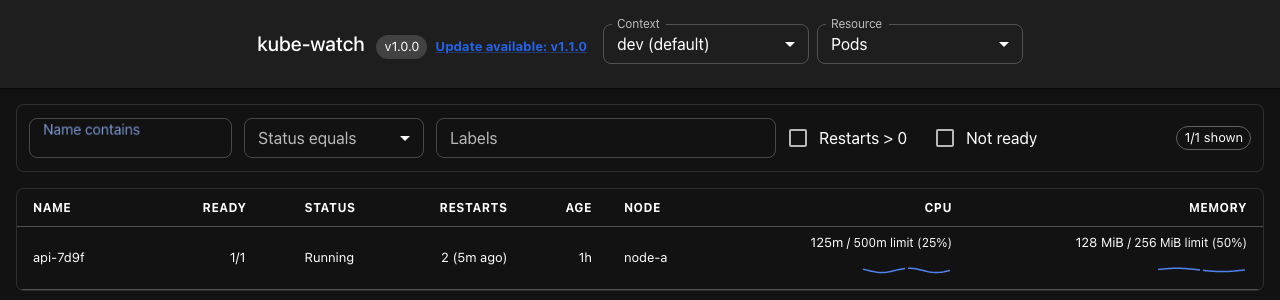 kube-watch v1.0.0 Update available: v1.1.0
Context
dev (default)
Resource
Pods
Name contains
Status equals
Labels
Restarts > 0
Not ready
1/1 shown
NAME READY STATUS RESTARTS AGE NODE CPU MEMORY
api-7d9f 1/1 Running 2 (5m ago) 1h node-a 125m / 500m limit (25%) 128 MiB / 256 MiB limit (50%)